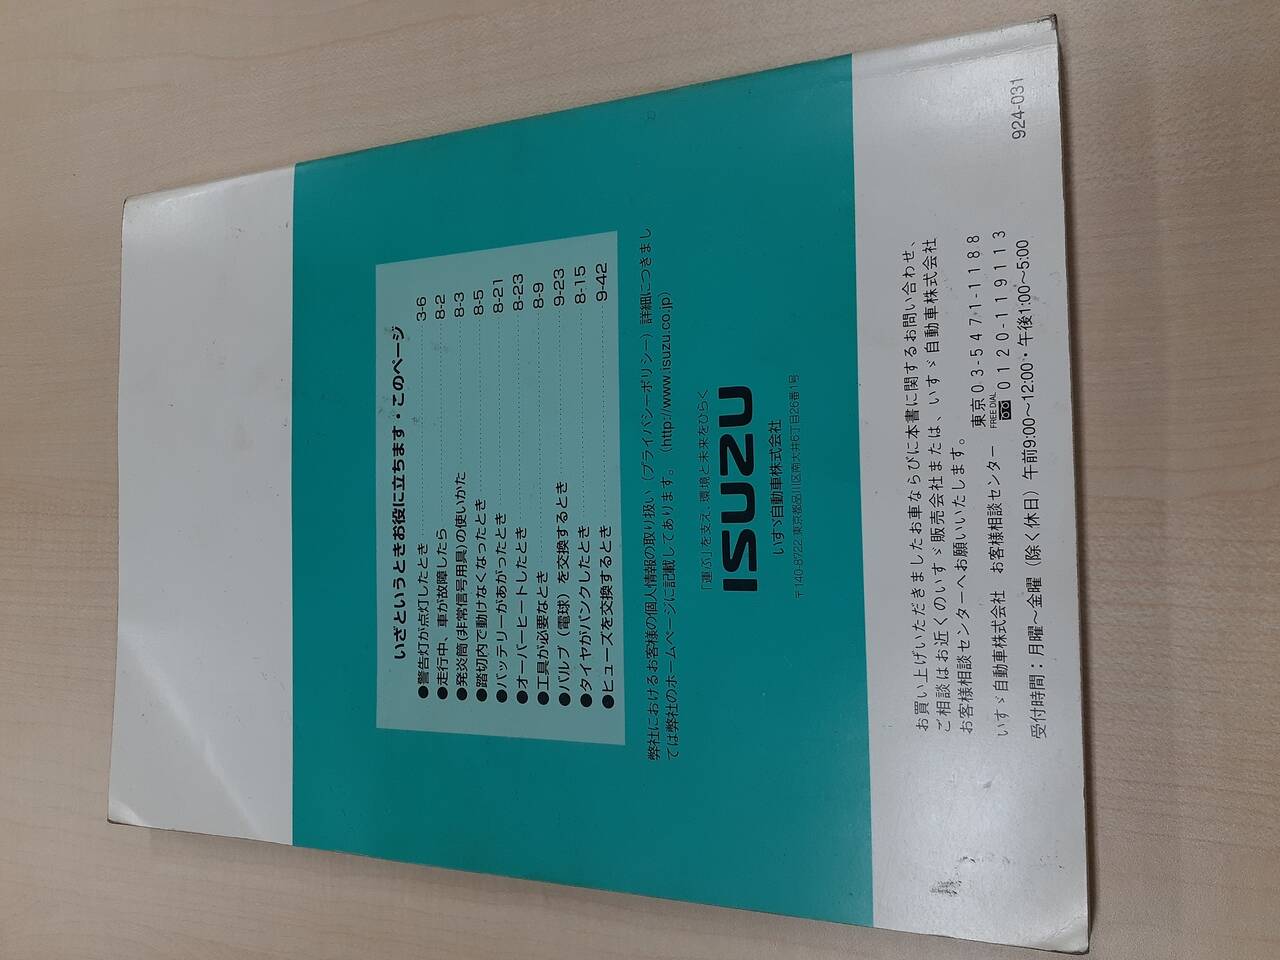 いざというときお役に立ちます・このページ
●警告灯が点灯したとき 3-6
●走行中、車が故障したら 8-2
●発炎筒(非常信号用具)の使いかた 8-3
●踏切内で動けなくなったとき 8-5
●バッテリーがあがったとき 8-21
●オーバーヒートしたとき 8-23
●工具が必要なとき 8-9
●バルブ(電球)を交換するとき 9-23
●タイヤがパンクしたとき 8-15
●ヒューズを交換するとき 9-42
弊社におけるお客様の個人情報の取り扱い(プライバシーポリシー)詳細につきまし
ては弊社のホームページに記載してあります。(http://www.isuzu.co.jp)
「運ぶ」を支え、環境と未来をひらく
ISUZU
いすゞ自動車株式会社
〒140-8722 東京都品川区南大井6丁目26番1号
お買い上げいただきましたお車ならびに本書に関するお問い合わせ、
ご相談はお近くのいすゞ販売会社または、いすゞ自動車株式会社
お客様相談センターへお願いいたします。
いすゞ自動車株式会社 お客様相談センター 東京03-5471-1188
FREE DIAL 0120-119113
受付時間：月曜～金曜(除く休日)午前9:00～12:00・午後1:00～5:00
924-031